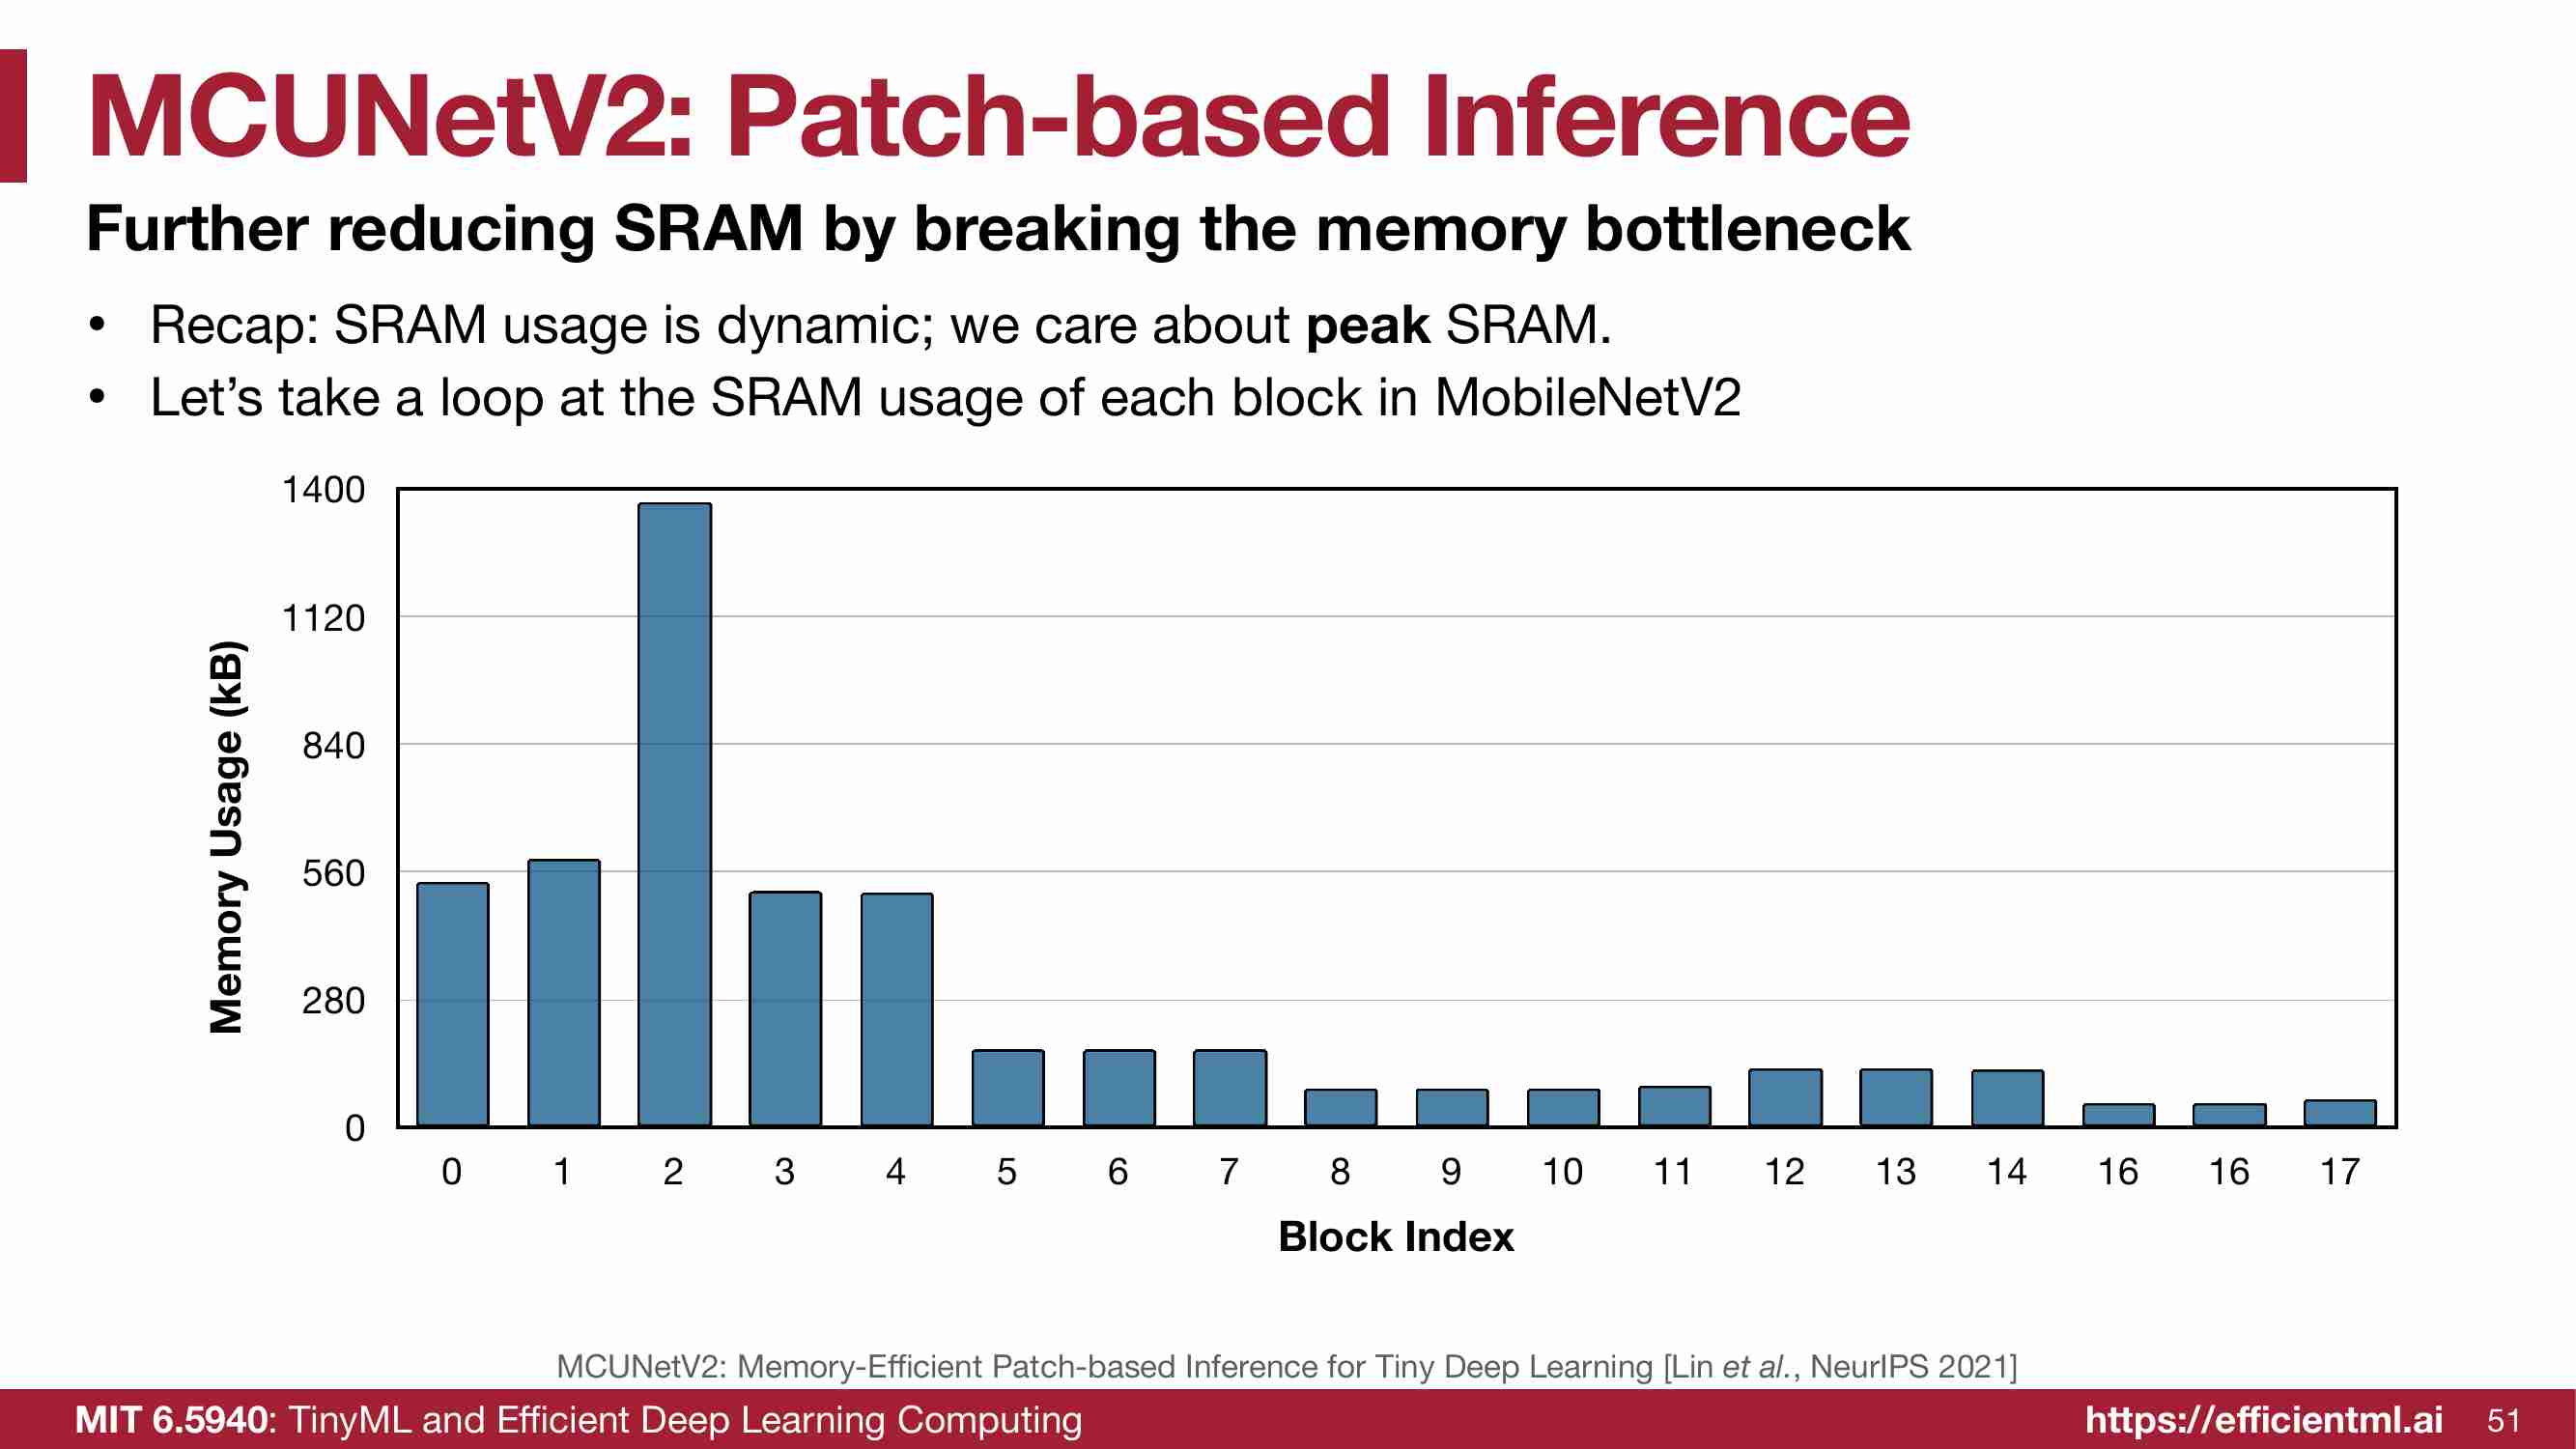 MCUNetV2: Patch-based Inference
Further reducing SRAM by breaking the memory bottleneck
• Recap: SRAM usage is dynamic; we care about peak SRAM.
• Let’s take a loop at the SRAM usage of each block in MobileNetV2
1400
1120
840
560
280
0
Memory Usage (kB)
0 1 2 3 4 5 6 7 8 9 10 11 12 13 14 16 16 17
Block Index
MCUNetV2: Memory-Efficient Patch-based Inference for Tiny Deep Learning [Lin et al., NeurIPS 2021]
MIT 6.5940: TinyML and Efficient Deep Learning Computing
https://efficientml.ai 51